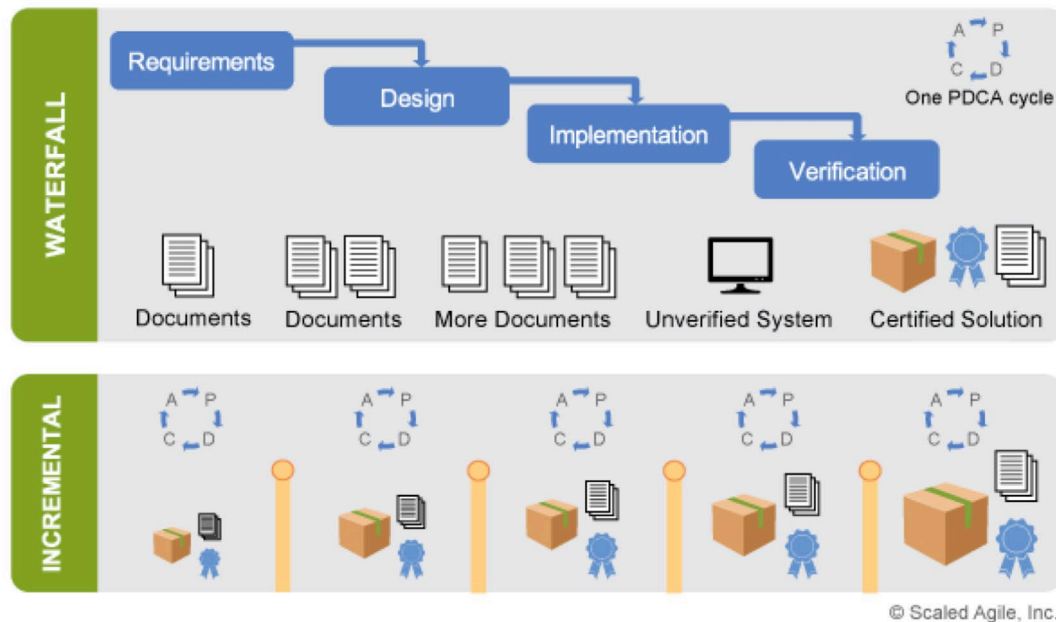 WATERFALL
Requirements
Design
Implementation
Verification
A P
C D
One PDCA cycle
Documents
Documents
More Documents
Unverified System
Certified Solution
INCREMENTAL
A P
C D
A P
C D
A P
C D
A P
C D
A P
C D
© Scaled Agile, Inc.